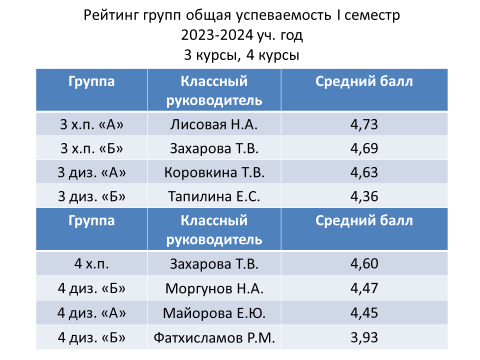 Рейтинг групп общая успеваемость I семестр
2023-2024 уч. год
3 курсы, 4 курсы
Группа Классный руководитель Средний балл
3 х.п. «А» Лисовая Н.А. 4,73
3 х.п. «Б» Захарова Т.В. 4,69
3 диз. «А» Коровкина Т.В. 4,63
3 диз. «Б» Тапилина Е.С. 4,36
Группа Классный руководитель Средний балл
4 х.п. Захарова Т.В. 4,60
4 диз. «Б» Моргунов Н.А. 4,47
4 диз. «А» Майорова Е.Ю. 4,45
4 диз. «Б» Фатхисламов Р.М. 3,93